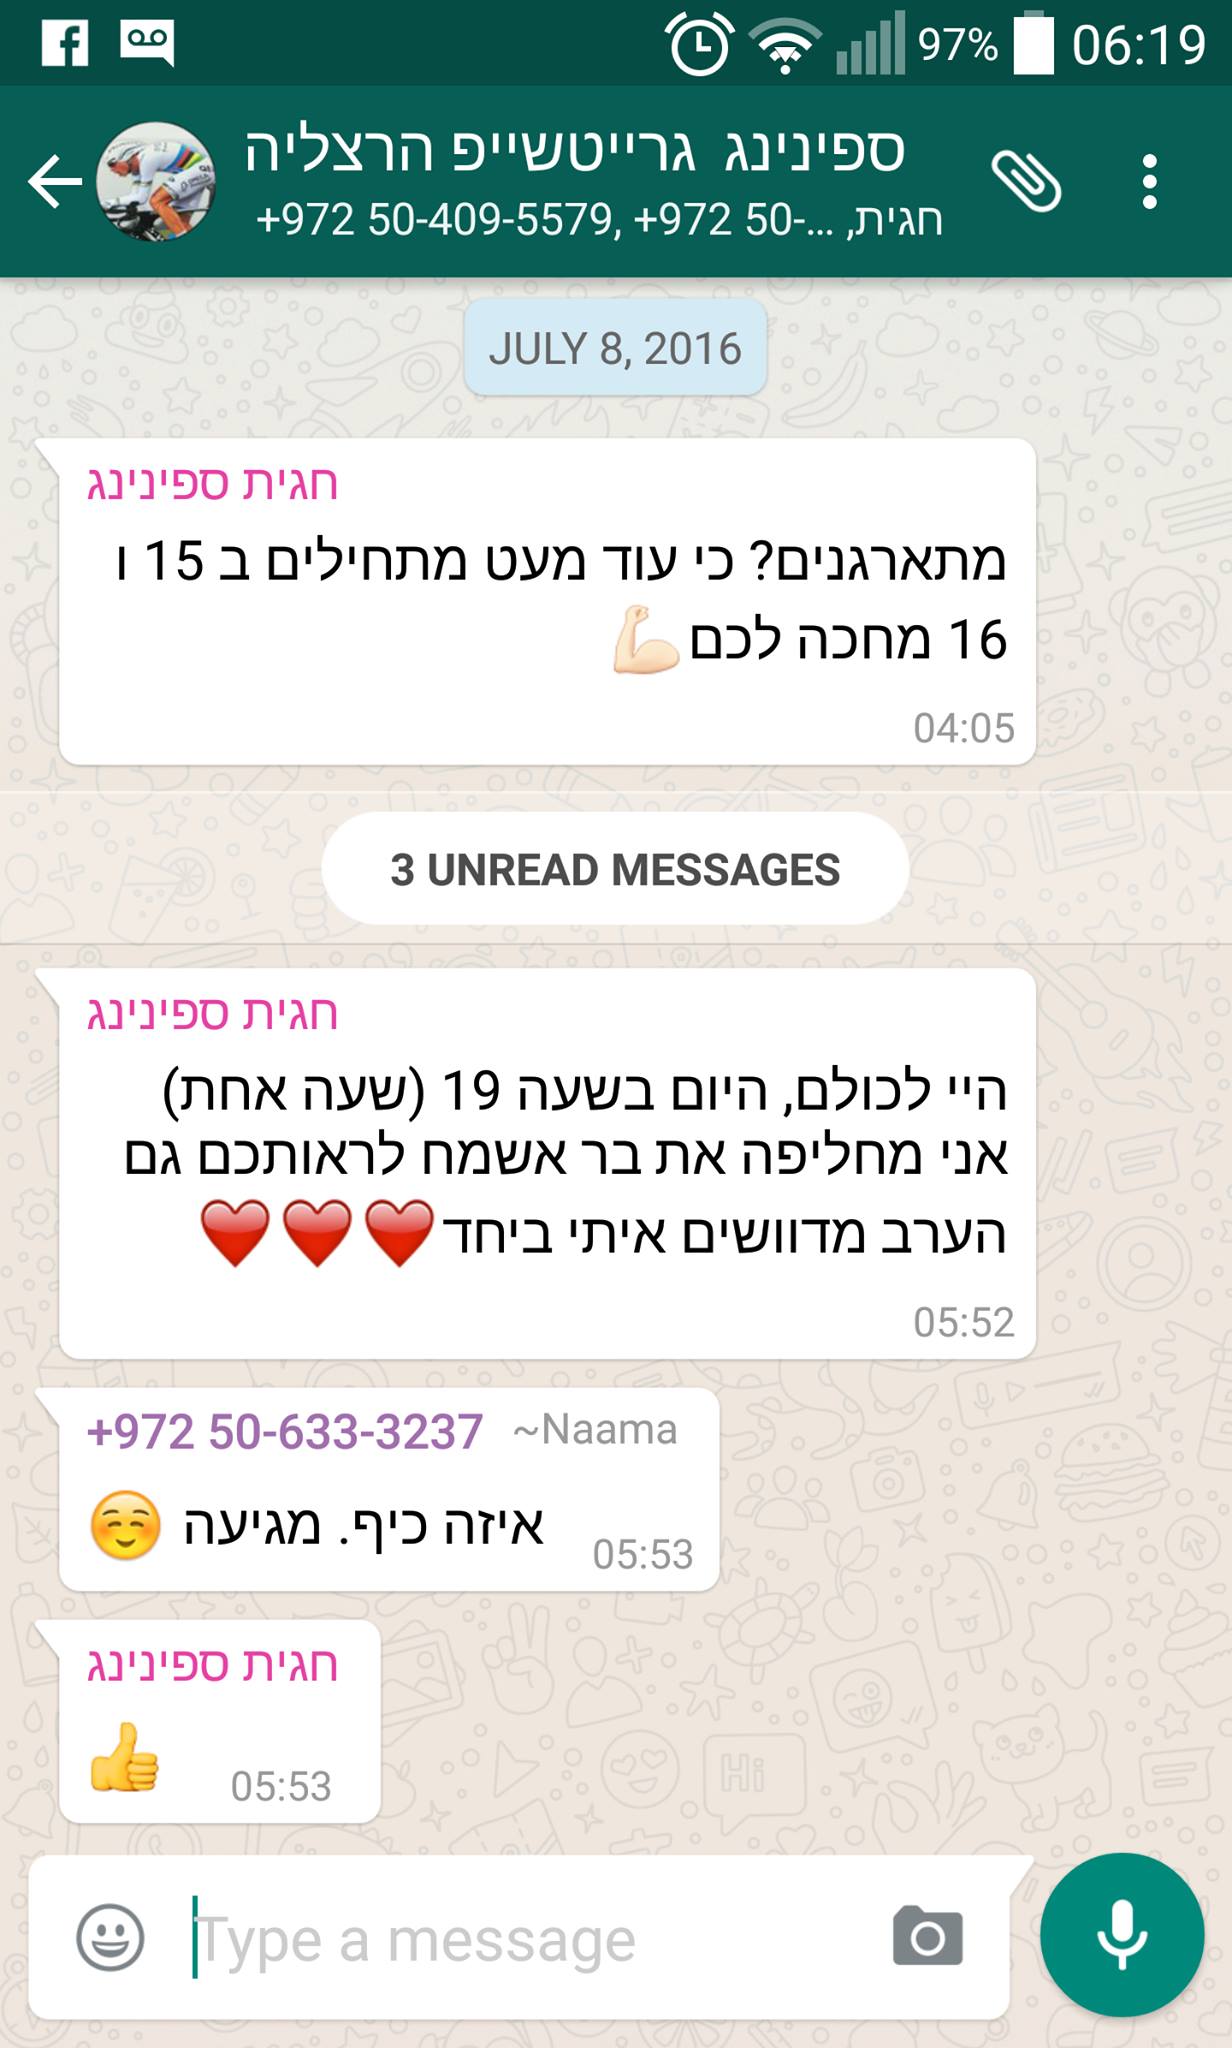 97% 06:19
ספינינג גרייטשייפ הרצליה
חגית, +972 50-409-5579, +972 50-...
JULY 8, 2016
חגית ספינינג
מתארגנים? כי עוד מעט מתחילים ב 15 ו
16 מחכה לכם💪🏻
04:05
3 UNREAD MESSAGES
חגית ספינינג
היי לכולם, היום בשעה 19 (שעה אחת)
אני מחליפה את בר אשמח לראותכם גם
הערב מדוושים איתי ביחד❤️❤️❤️
05:52
+972 50-633-3237 ~Naama
איזה כיף. מגיעה ☺️
05:53
חגית ספינינג
👍
05:53
Type a message